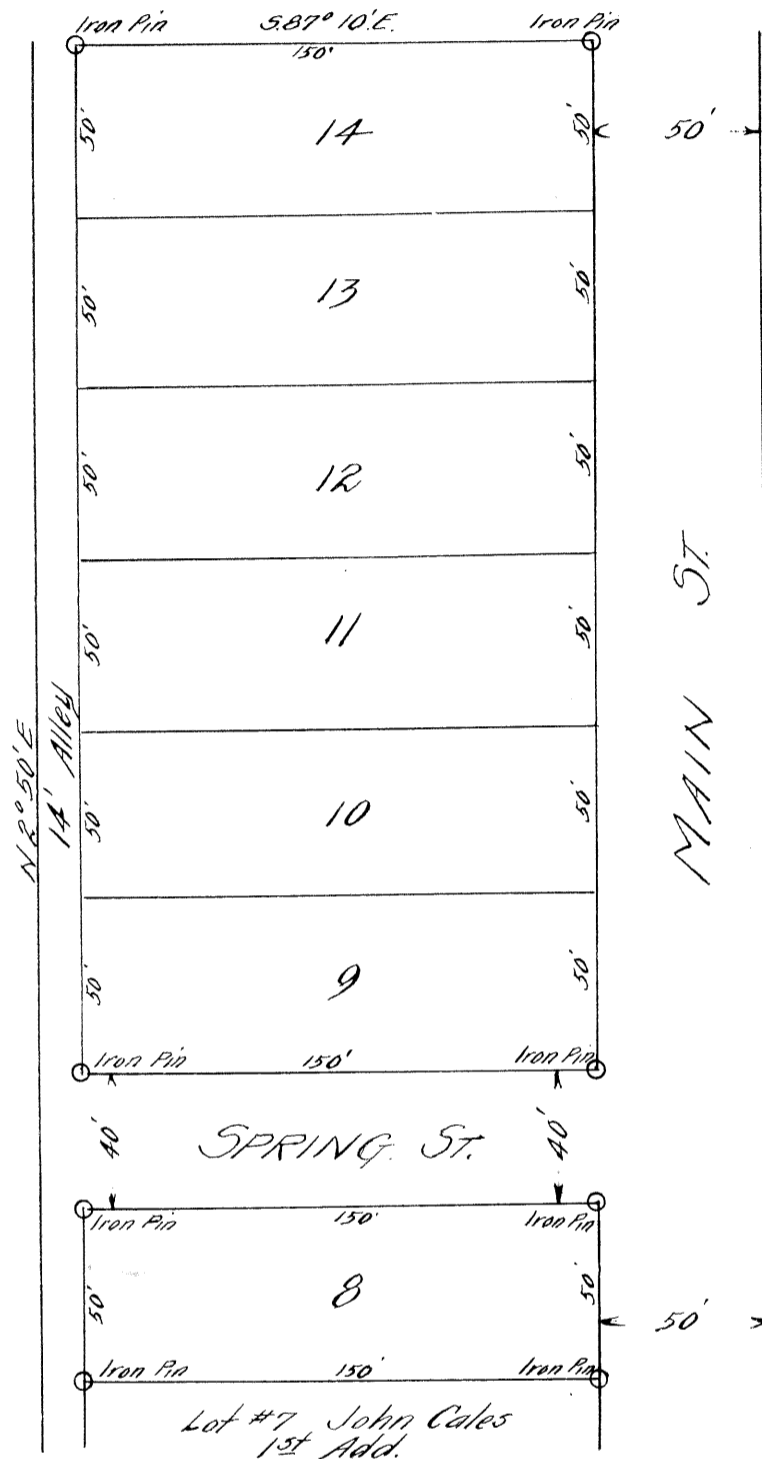 Iron Pin S.87° 10'.E. Iron Pin
150'
50' 14 50' 50'
50' 13 50'
50' 12 50'
50' 11 50'
MAIN ST.
N 2° 50' E
14' Alley
50' 10 50'
50' 9 50'
Iron Pin 150' Iron Pin
40' SPRING ST. 40'
Iron Pin 150' Iron Pin
50' 8 50'
50'
Iron Pin 150' Iron Pin
Lot #7 John Cales
1st Add.